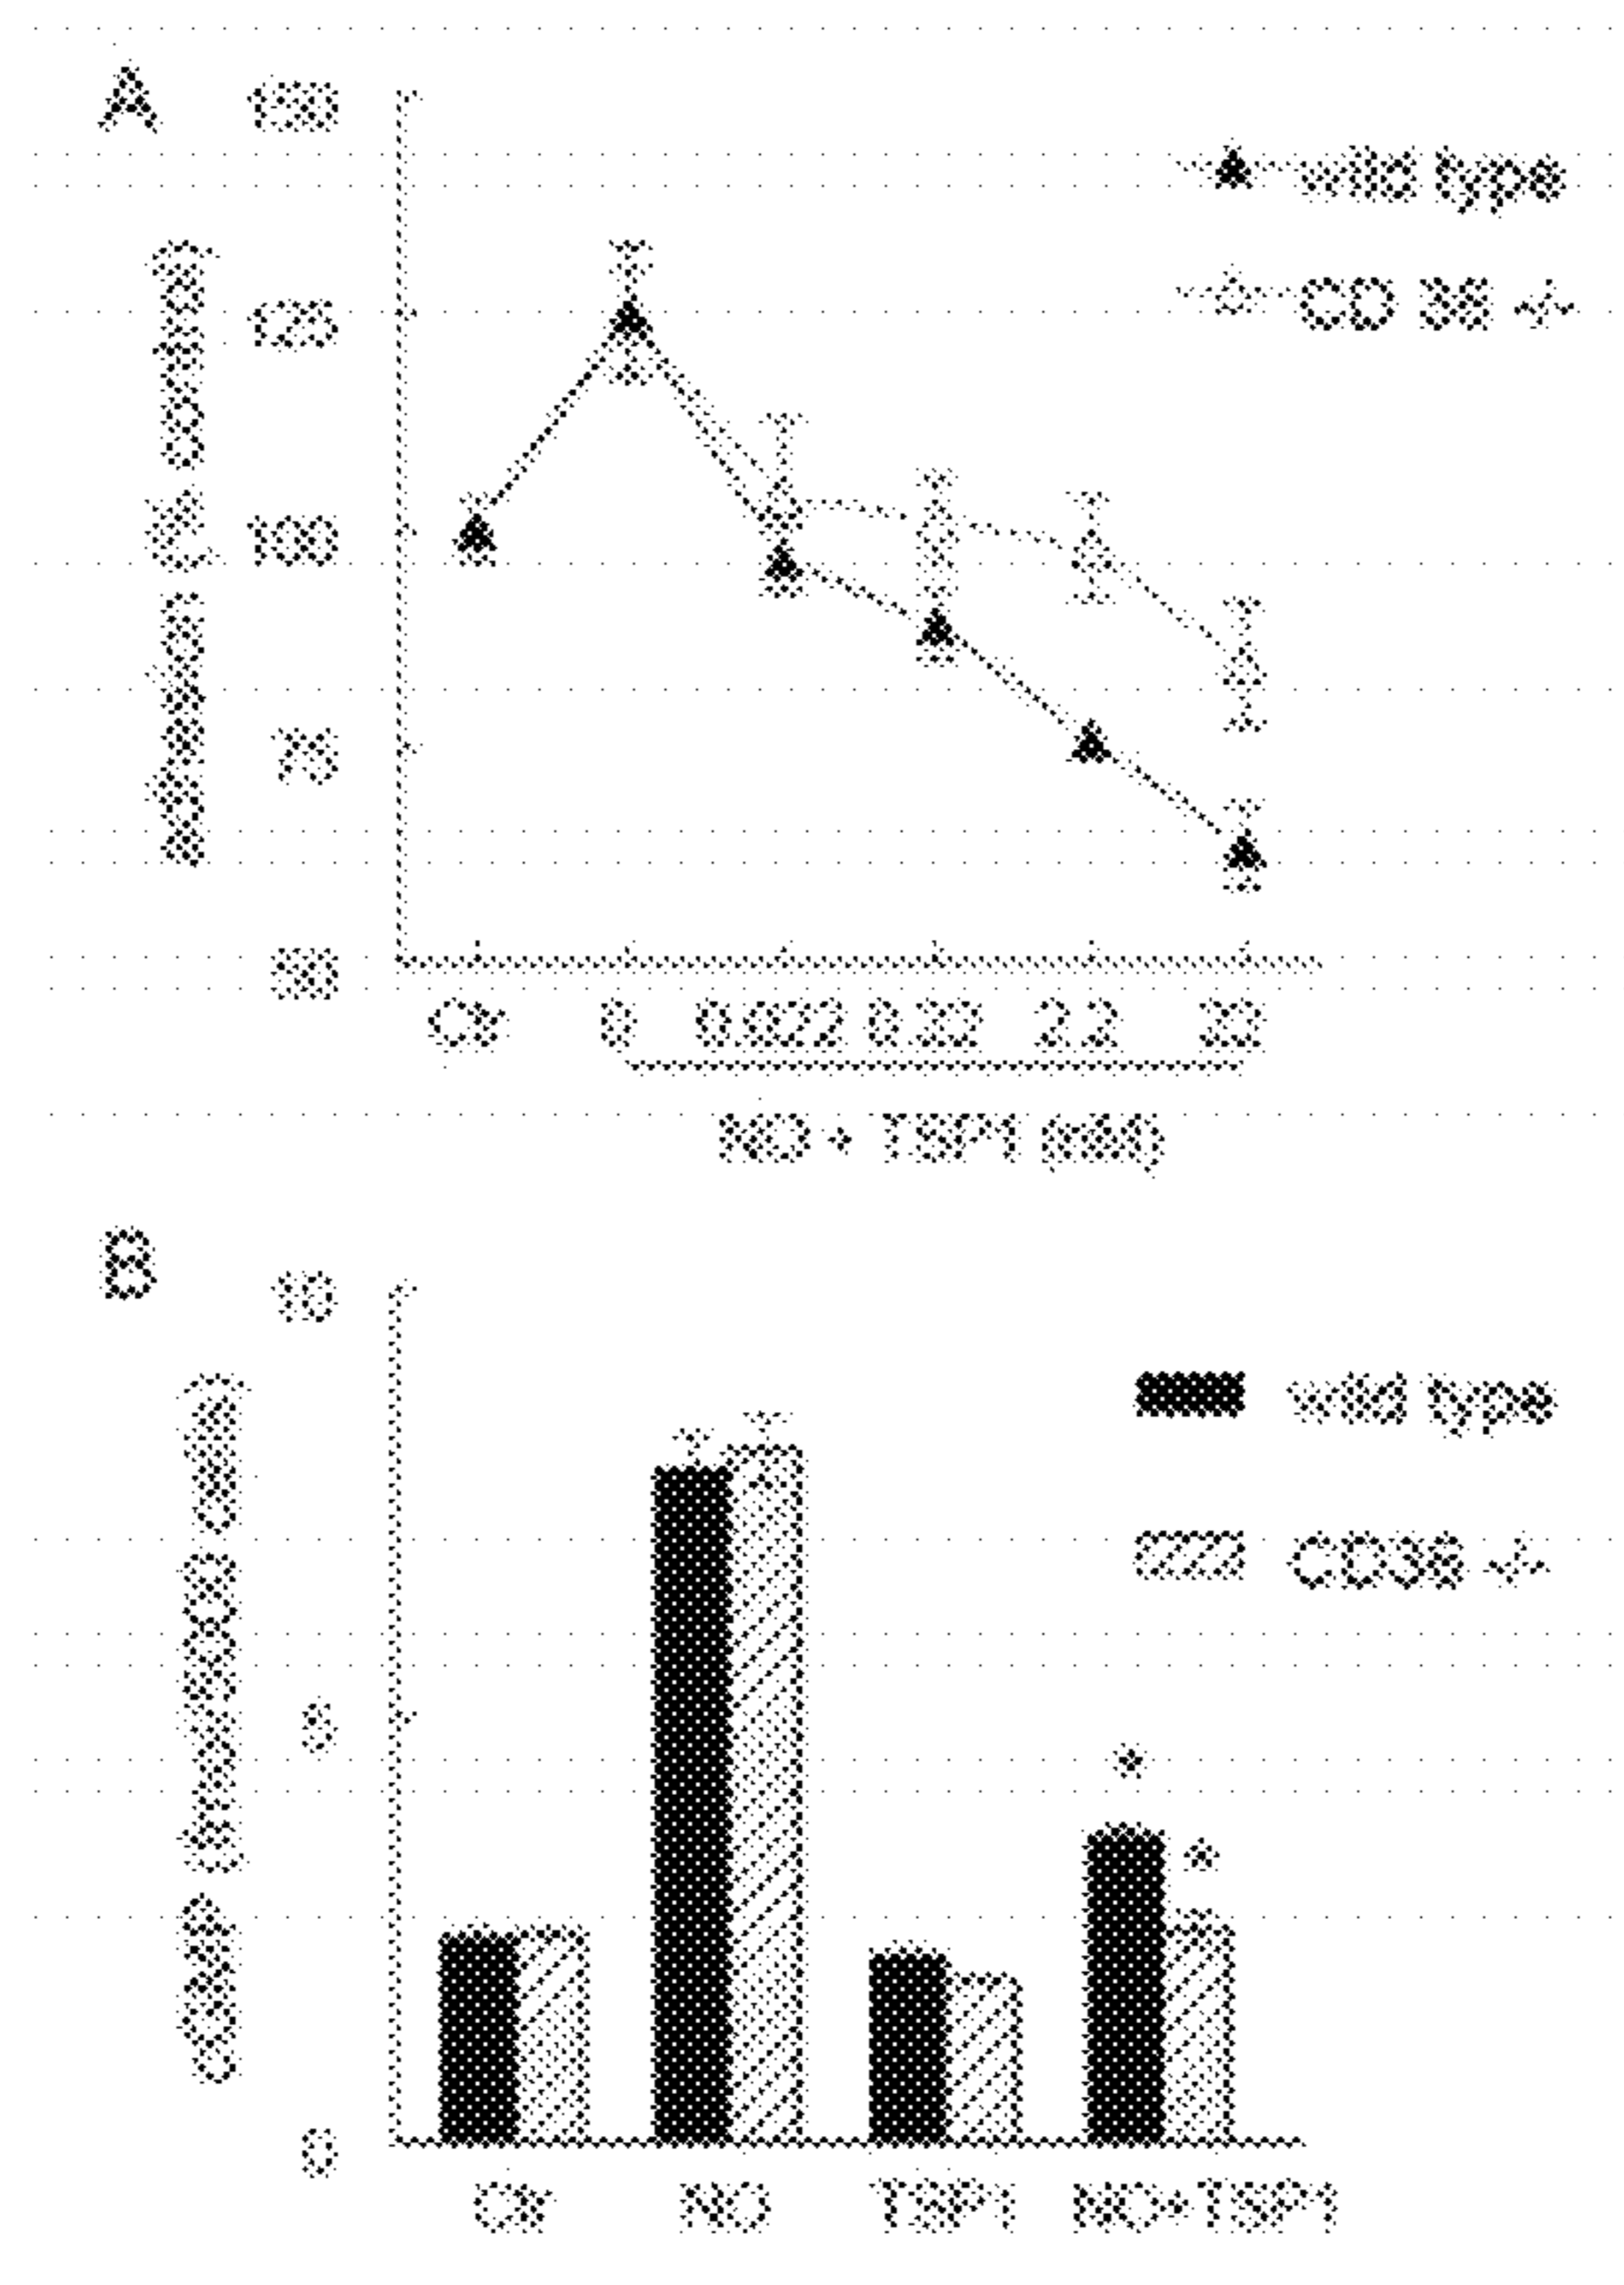 A
150
wild type
CD 36 -/-
125
100
75
50
Ctr 0 0.022 0.22 2.2 22
NO + TSP1 (nM)
B
10
wild type
CD36 -/-
5
0
Ctr NO TSP1 NO+TSP1
*
*